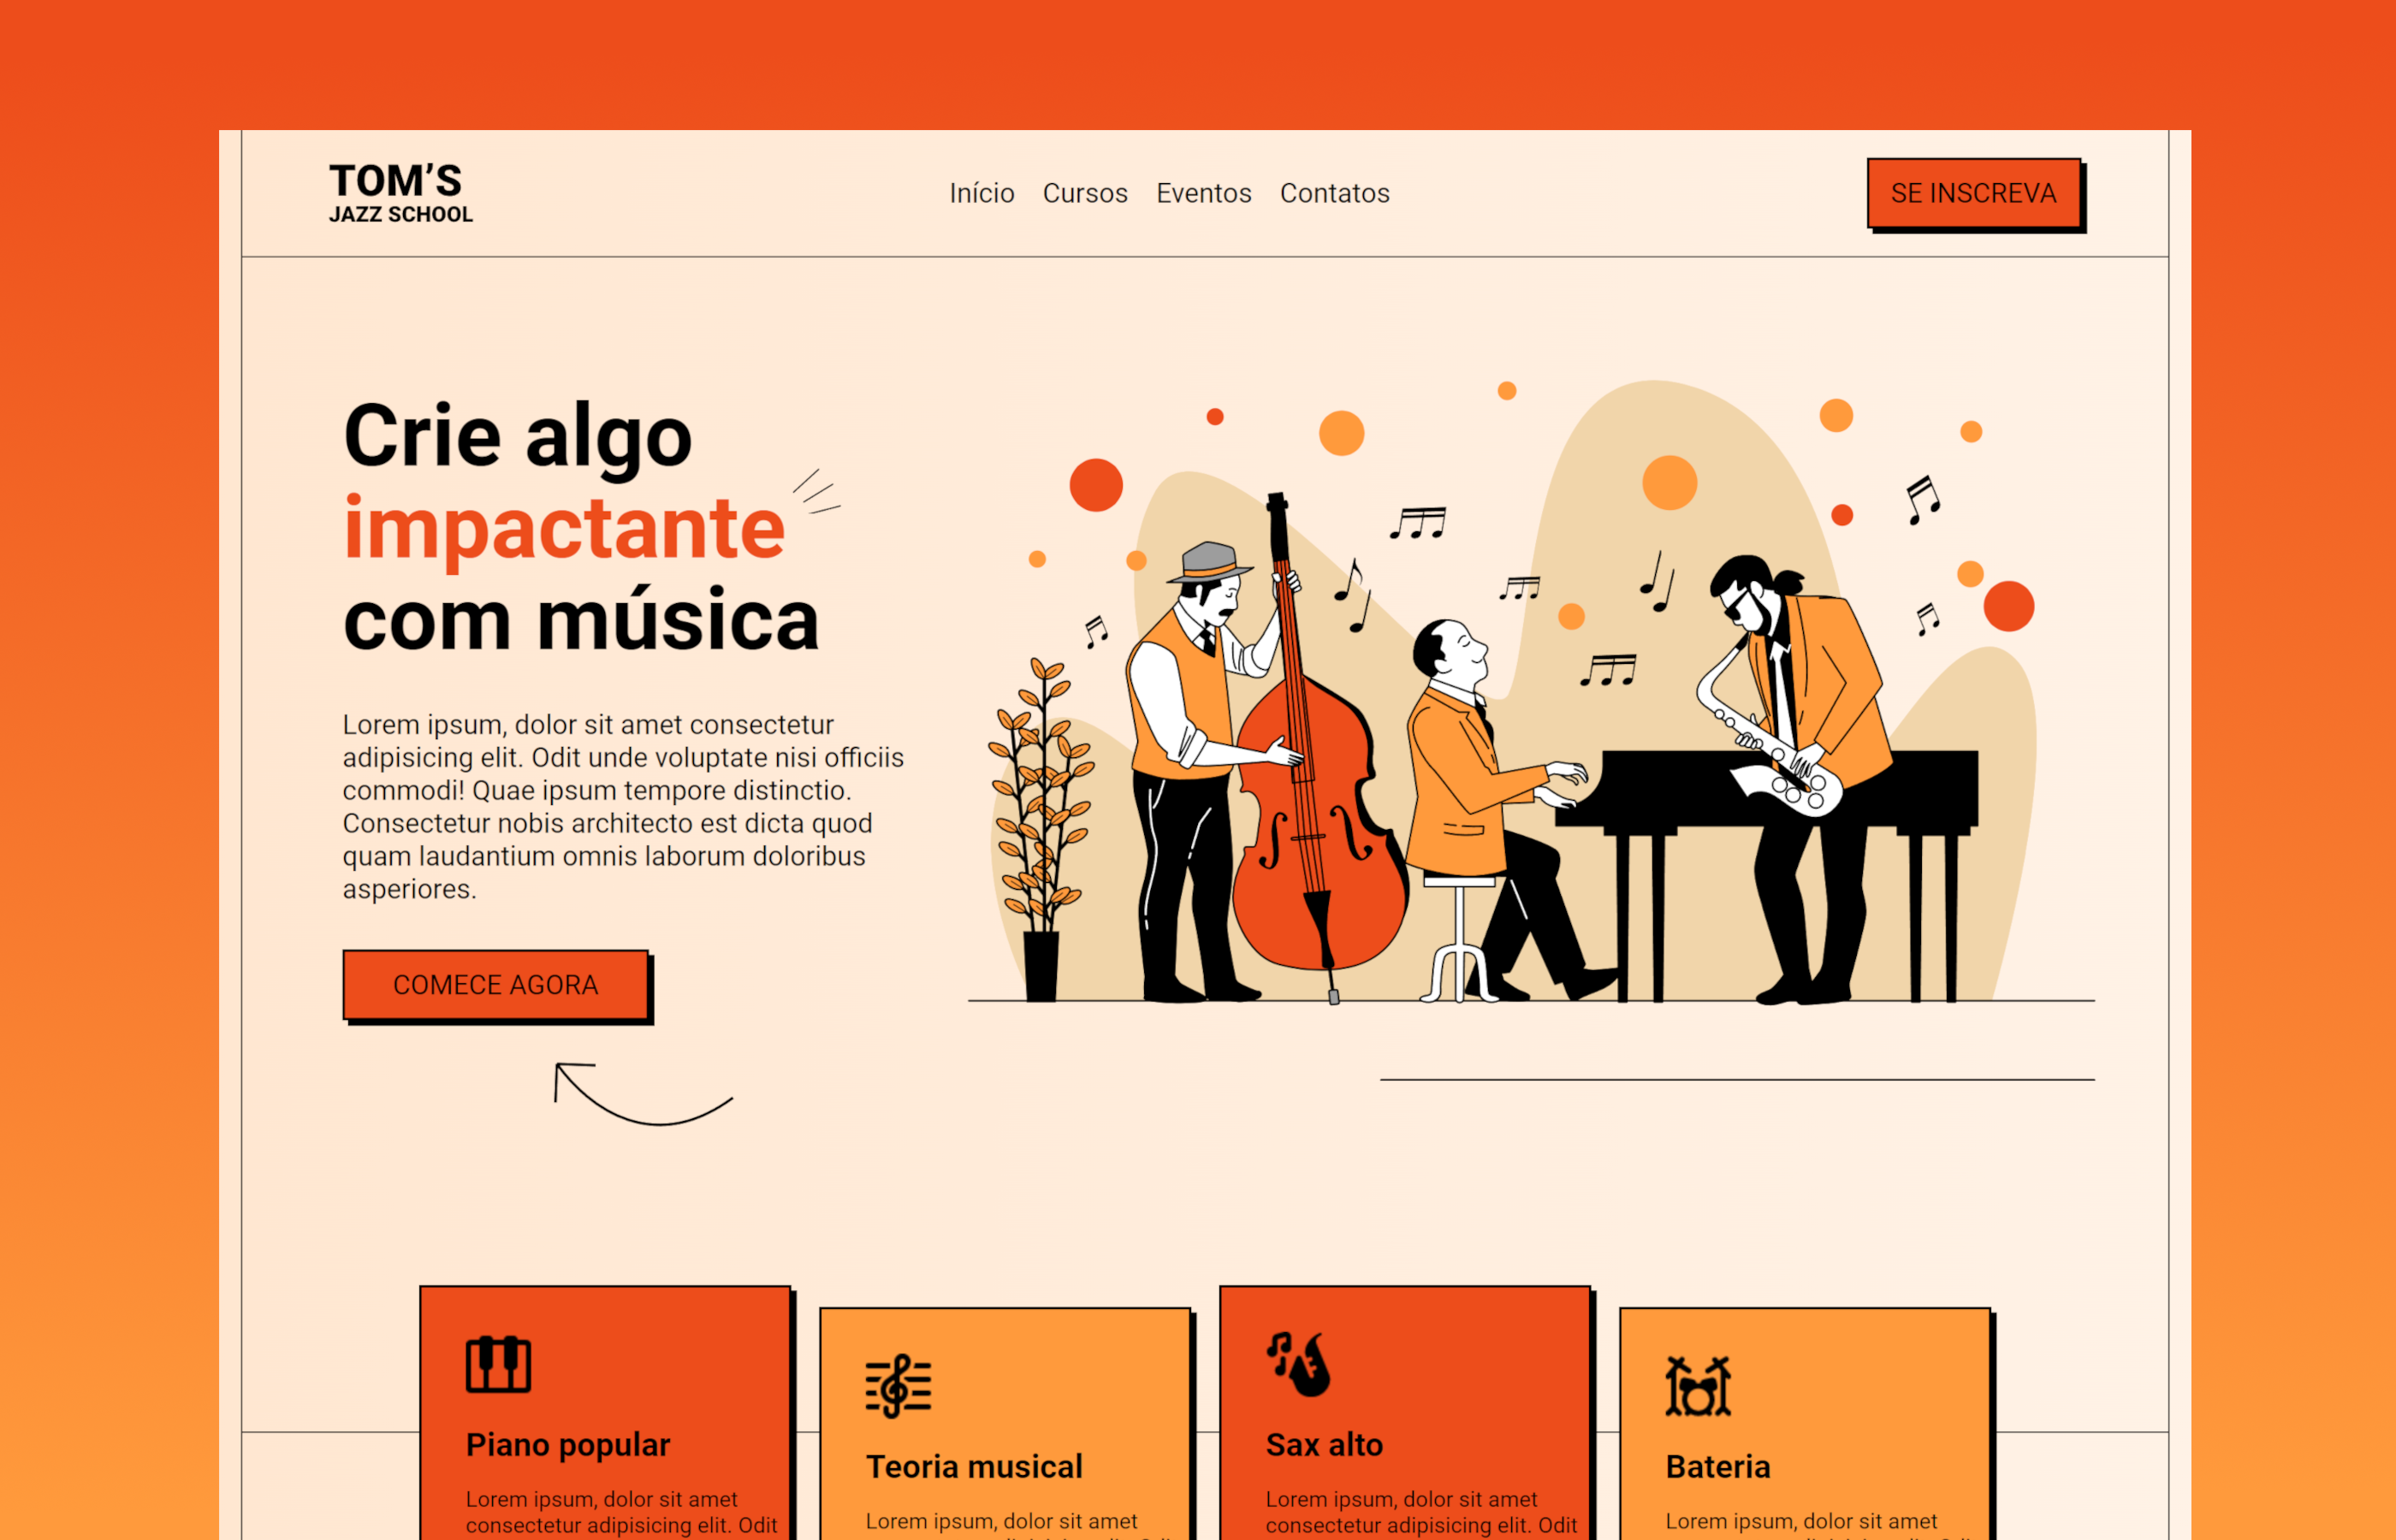 TOM’S
JAZZ SCHOOL
Início Cursos Eventos Contatos
SE INSCREVA
Crie algo
impactante
com música
Lorem ipsum, dolor sit amet consectetur
adipisicing elit. Odit unde voluptate nisi officiis
commodi! Quae ipsum tempore distinctio.
Consectetur nobis architecto est dicta quod
quam laudantium omnis laborum doloribus
asperiores.
COMECE AGORA
Piano popular
Lorem ipsum, dolor sit amet
consectetur adipisicing elit. Odit
Teoria musical
Lorem ipsum, dolor sit amet
Sax alto
Lorem ipsum, dolor sit amet
consectetur adipisicing elit. Odit
Bateria
Lorem ipsum, dolor sit amet